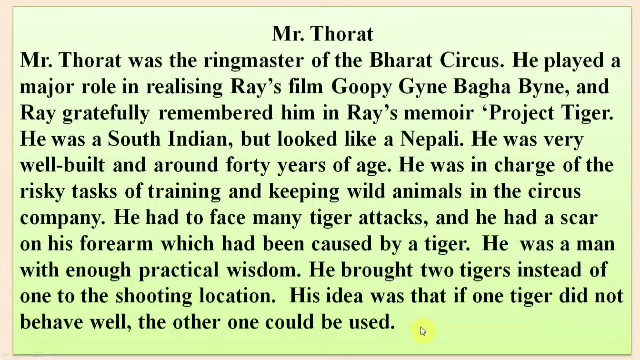 Mr. Thorat
Mr. Thorat was the ringmaster of the Bharat Circus. He played a
major role in realising Ray's film Goopy Gyne Bagha Byne, and
Ray gratefully remembered him in Ray's memoir ‘Project Tiger.
He was a South Indian, but looked like a Nepali. He was very
well-built and around forty years of age. He was in charge of the
risky tasks of training and keeping wild animals in the circus
company. He had to face many tiger attacks, and he had a scar
on his forearm which had been caused by a tiger. He was a man
with enough practical wisdom. He brought two tigers instead of
one to the shooting location. His idea was that if one tiger did not
behave well, the other one could be used.